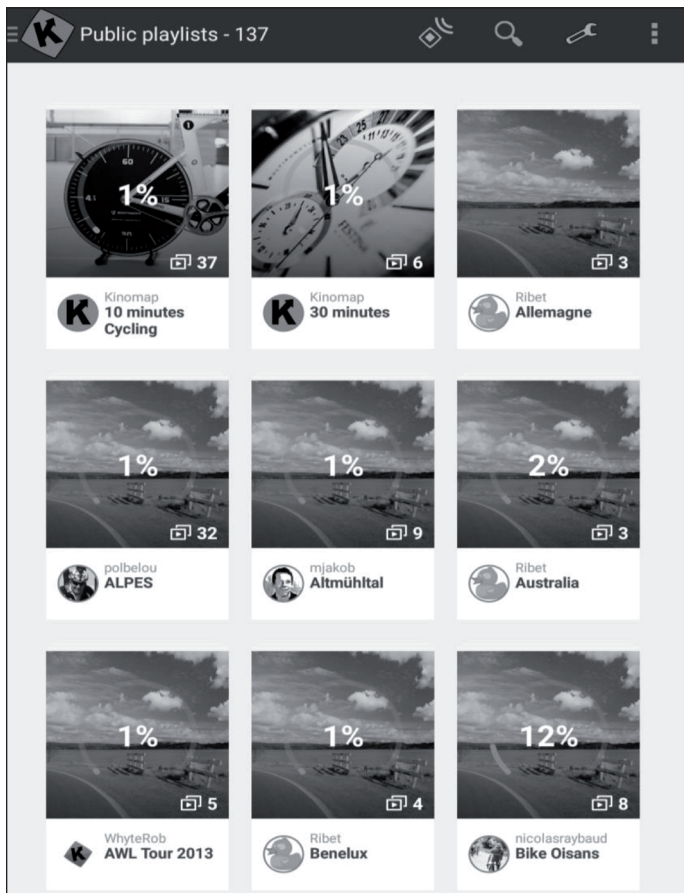 Public playlists - 137
1%
37
Kinomap
10 minutes
Cycling
1%
6
Kinomap
30 minutes
3
Ribet
Allemagne
1%
32
polbelou
ALPES
1%
9
mjakob
Altmühltal
2%
3
Ribet
Australia
1%
5
WhyteRob
AWL Tour 2013
1%
4
Ribet
Benelux
12%
8
nicolasraybaud
Bike Oisans